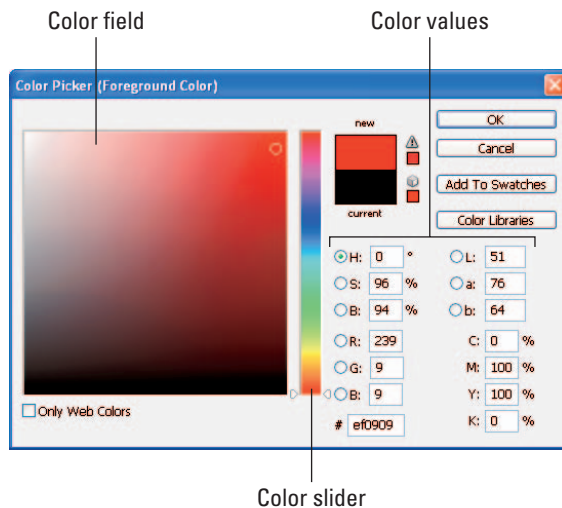 Color field
Color values
Color Picker (Foreground Color)
new
current
OK
Cancel
Add To Swatches
Color Libraries
H: 0 °
S: 96 %
B: 94 %
R: 239
G: 9
B: 9
# ef0909
L: 51
a: 76
b: 64
C: 0 %
M: 100 %
Y: 100 %
K: 0 %
Only Web Colors
Color slider